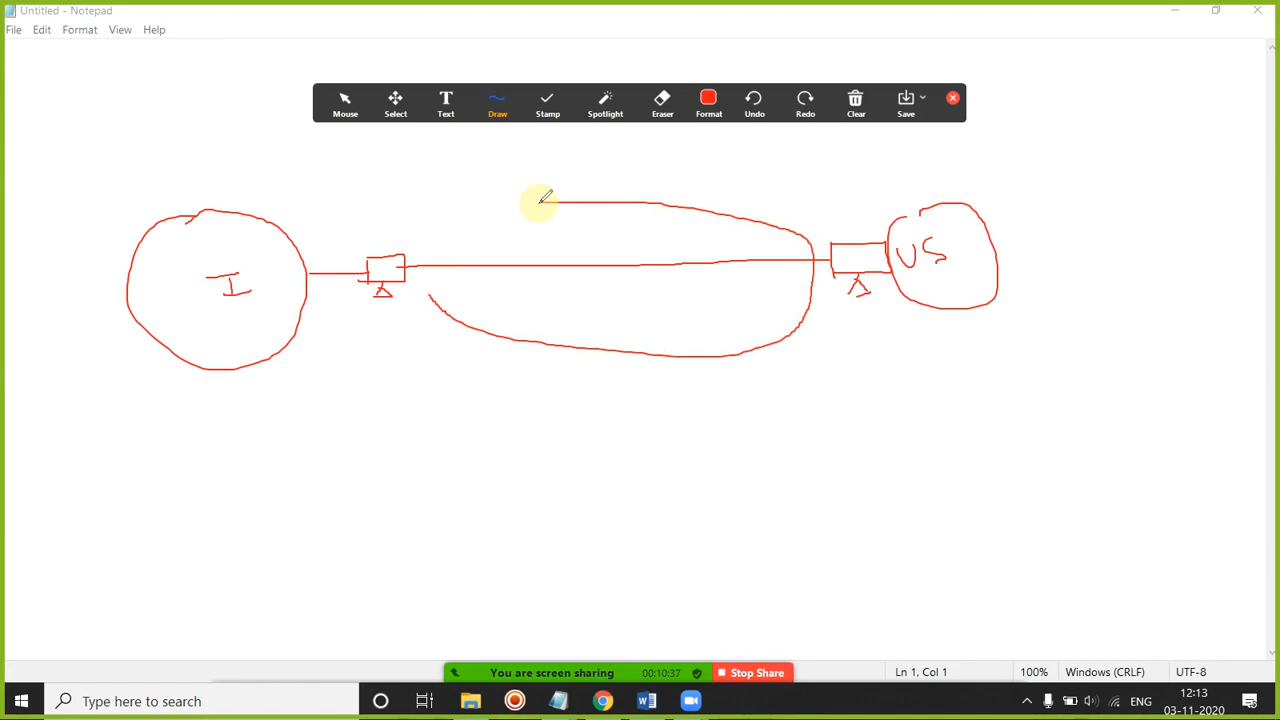 Untitled - Notepad
File Edit Format View Help
Mouse Select Text Draw Stamp Spotlight Eraser Format Undo Redo Clear Save
I
US
You are screen sharing 00:10:37 Stop Share
Ln 1, Col 1 100% Windows (CRLF) UTF-8
Type here to search
ENG
12:13
03-11-2020